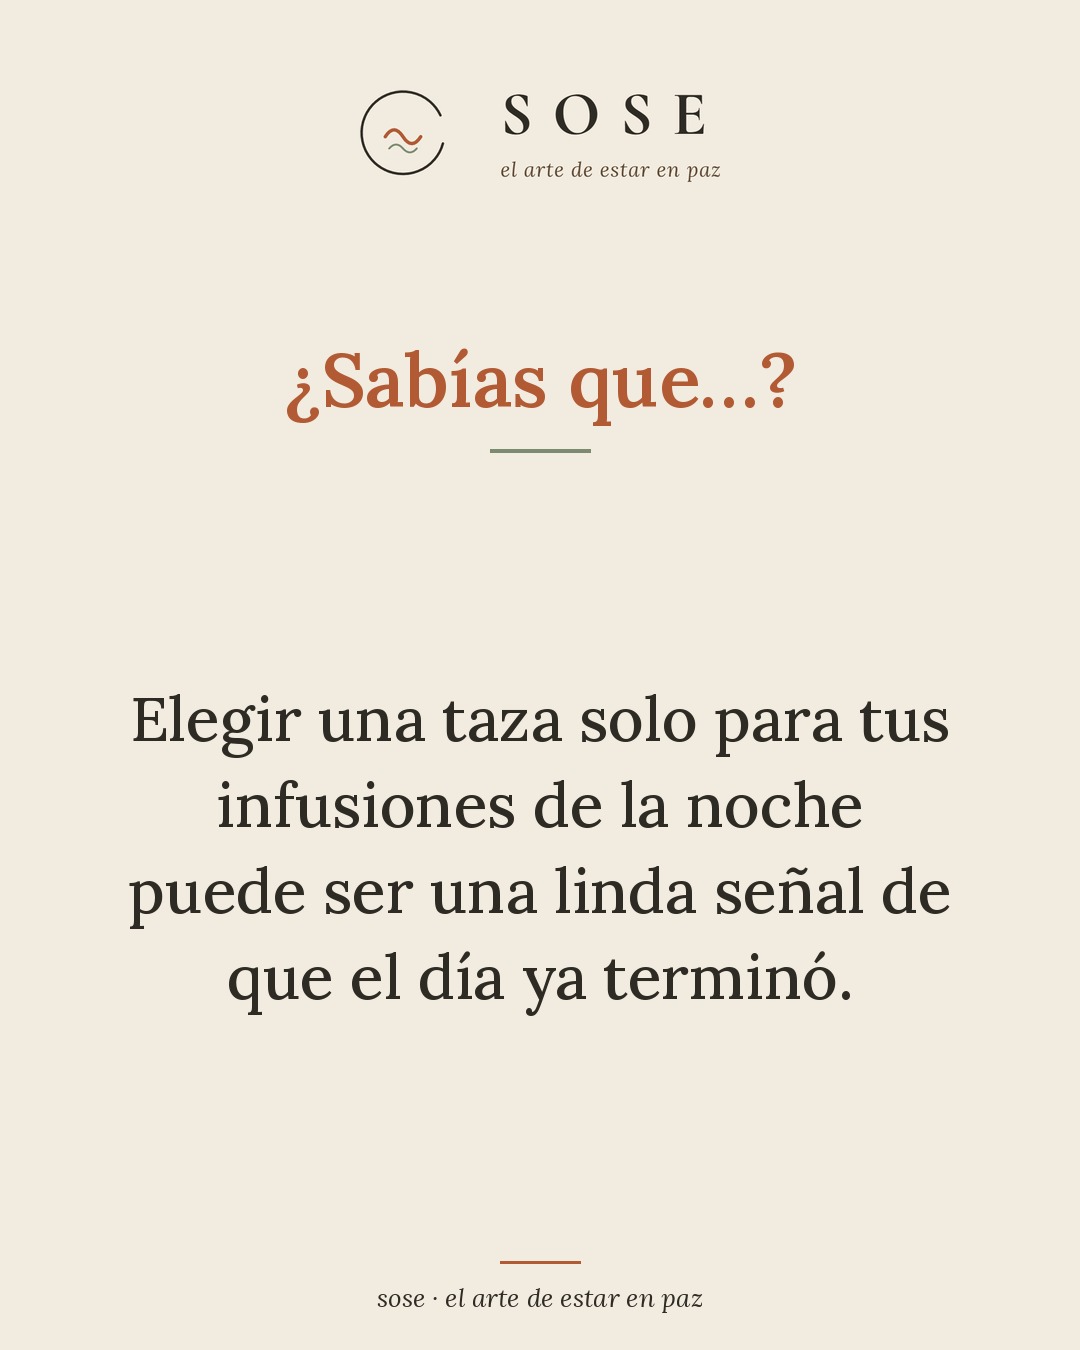 SOSE
el arte de estar en paz
¿Sabías que...?
Elegir una taza solo para tus
infusiones de la noche
puede ser una linda señal de
que el día ya terminó.
sose · el arte de estar en paz